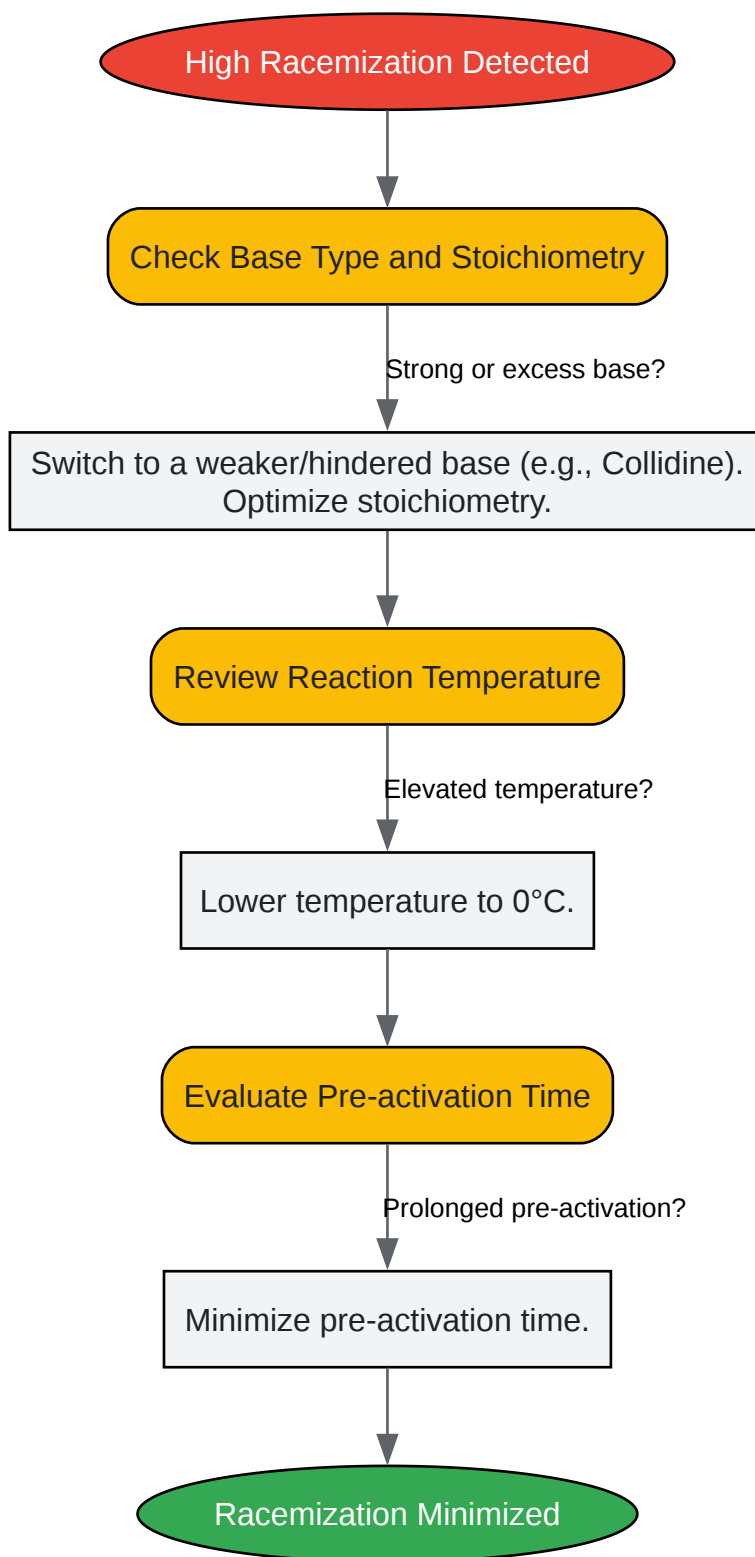 High Racemization Detected
Check Base Type and Stoichiometry
Strong or excess base?
Switch to a weaker/hindered base (e.g., Collidine).
Optimize stoichiometry.
Review Reaction Temperature
Elevated temperature?
Lower temperature to 0°C.
Evaluate Pre-activation Time
Prolonged pre-activation?
Minimize pre-activation time.
Racemization Minimized